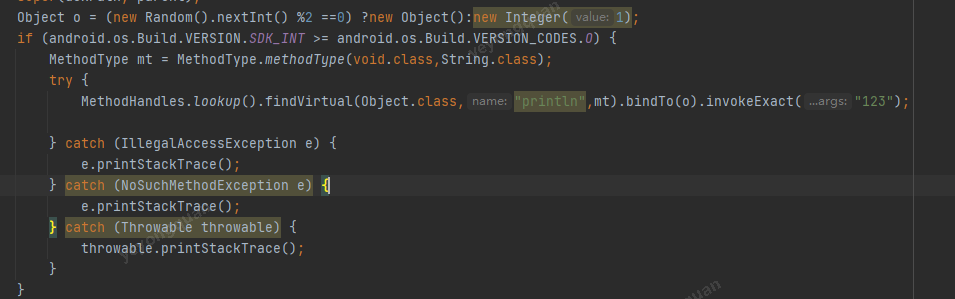 Object o = (new Random().nextInt() %2 ==0) ?new Object():new Integer( value: 1);
if (android.os.Build.VERSION.SDK_INT >= android.os.Build.VERSION_CODES.O) {
MethodType mt = MethodType.methodType(void.class,String.class);
try {
MethodHandles.lookup().findVirtual(Object.class, name: "println",mt).bindTo(o).invokeExact( ...args: "123");
} catch (IllegalAccessException e) {
e.printStackTrace();
} catch (NoSuchMethodException e) {
e.printStackTrace();
} catch (Throwable throwable) {
throwable.printStackTrace();
}
}